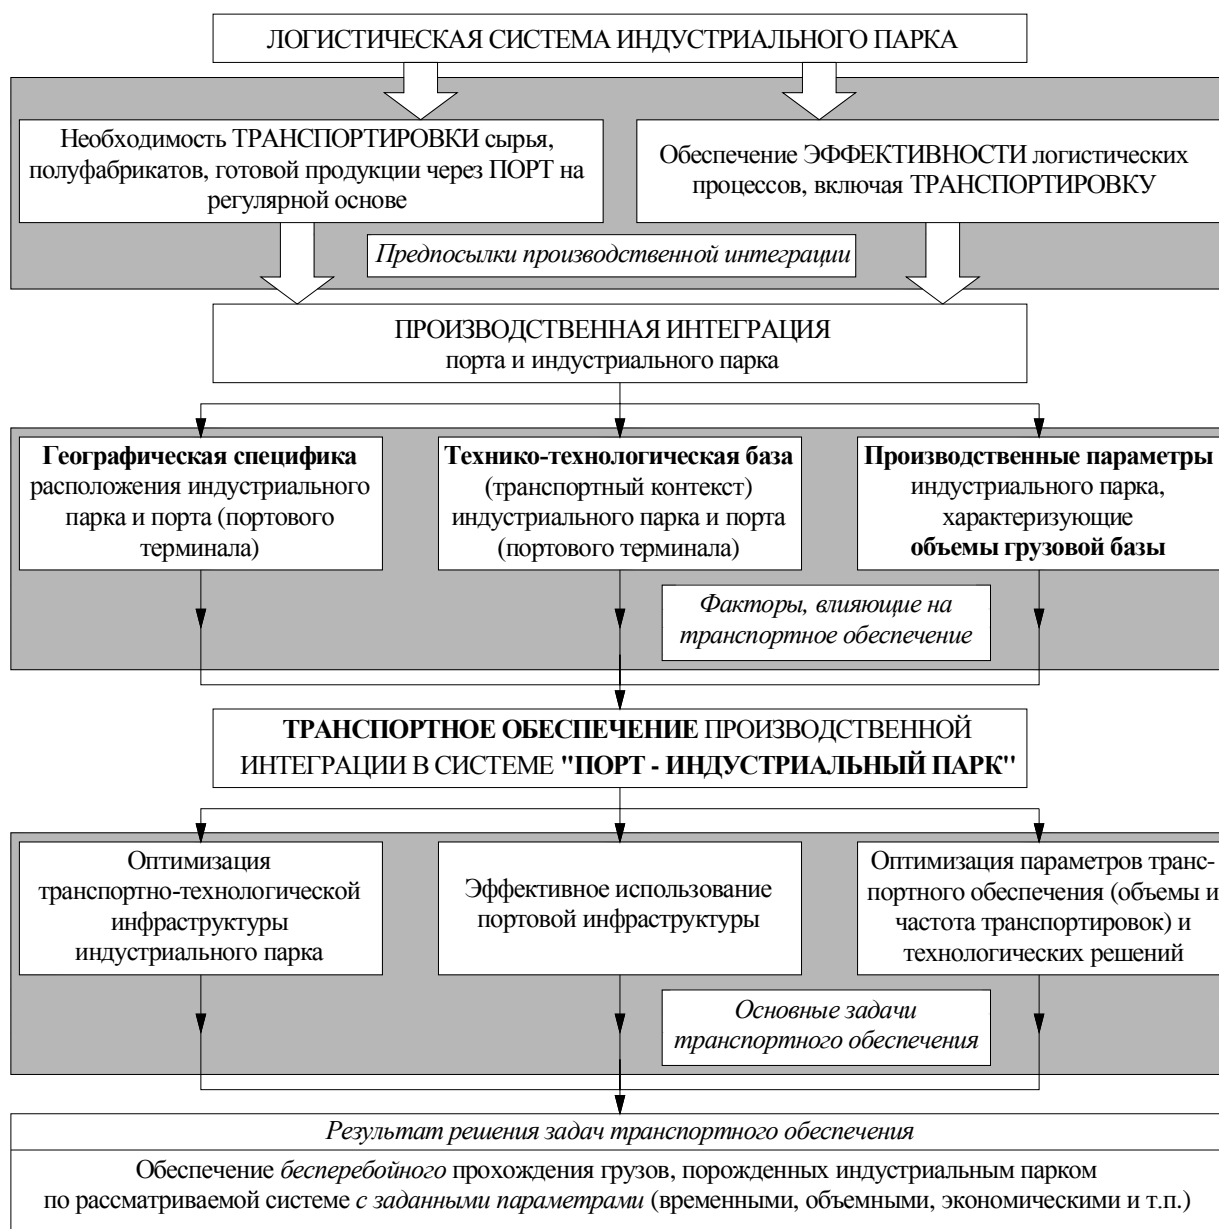 ЛОГИСТИЧЕСКАЯ СИСТЕМА ИНДУСТРИАЛЬНОГО ПАРКА
Необходимость ТРАНСПОРТИРОВКИ сырья,
полуфабрикатов, готовой продукции через ПОРТ на
регулярной основе
Обеспечение ЭФФЕКТИВНОСТИ логистических
процессов, включая ТРАНСПОРТИРОВКУ
Предпосылки производственной интеграции
ПРОИЗВОДСТВЕННАЯ ИНТЕГРАЦИЯ
порта и индустриального парка
Географическая специфика
расположения индустриального
парка и порта (портового
терминала)
Технико-технологическая база
(транспортный контекст)
индустриального парка и порта
(портового терминала)
Производственные параметры
индустриального парка,
характеризующие
объемы грузовой базы
Факторы, влияющие на
транспортное обеспечение
ТРАНСПОРТНОЕ ОБЕСПЕЧЕНИЕ ПРОИЗВОДСТВЕННОЙ
ИНТЕГРАЦИИ В СИСТЕМЕ "ПОРТ - ИНДУСТРИАЛЬНЫЙ ПАРК"
Оптимизация
транспортно-технологической
инфраструктуры
индустриального парка
Эффективное использование
портовой инфраструктуры
Оптимизация параметров транс-
портного обеспечения (объемы и
частота транспортировок) и
технологических решений
Основные задачи
транспортного обеспечения
Результат решения задач транспортного обеспечения
Обеспечение бесперебойного прохождения грузов, порожденных индустриальным парком
по рассматриваемой системе с заданными параметрами (временными, объемными, экономическими и т.п.)